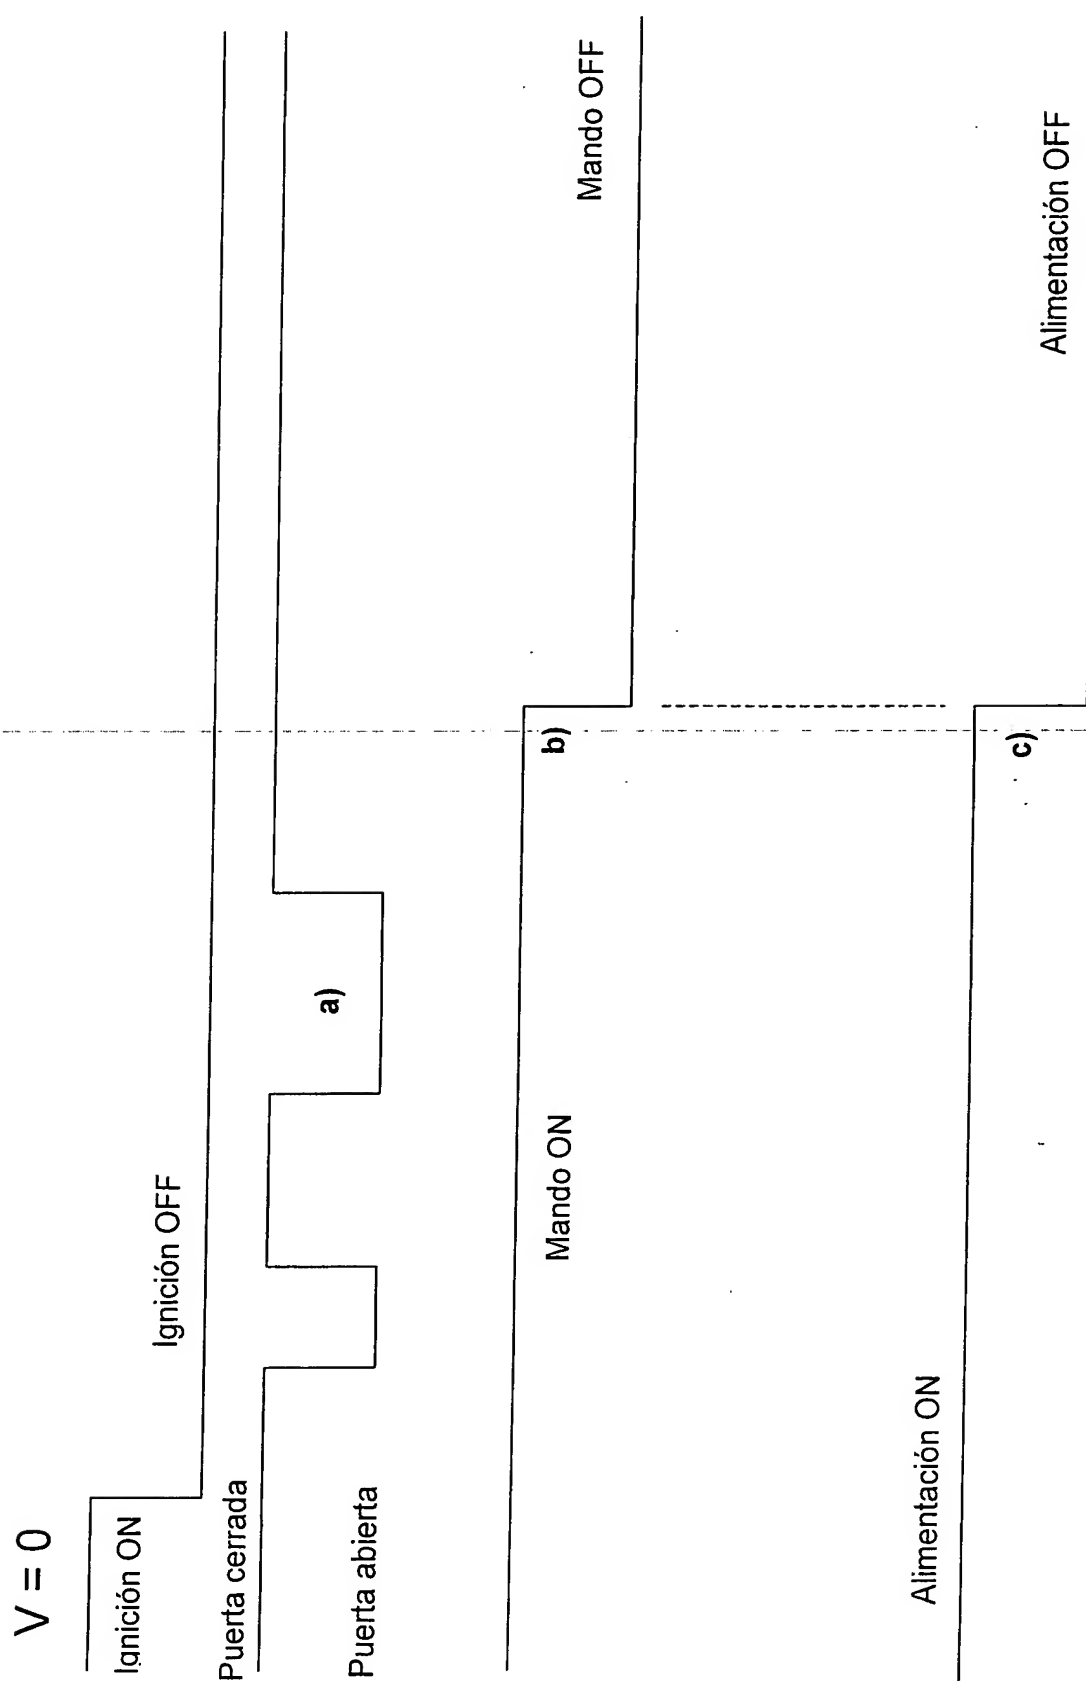 V = 0
Ignición ON
Ignición OFF
Puerta cerrada
Puerta abierta
a)
Mando ON
b)
Mando OFF
Alimentación ON
c)
Alimentación OFF